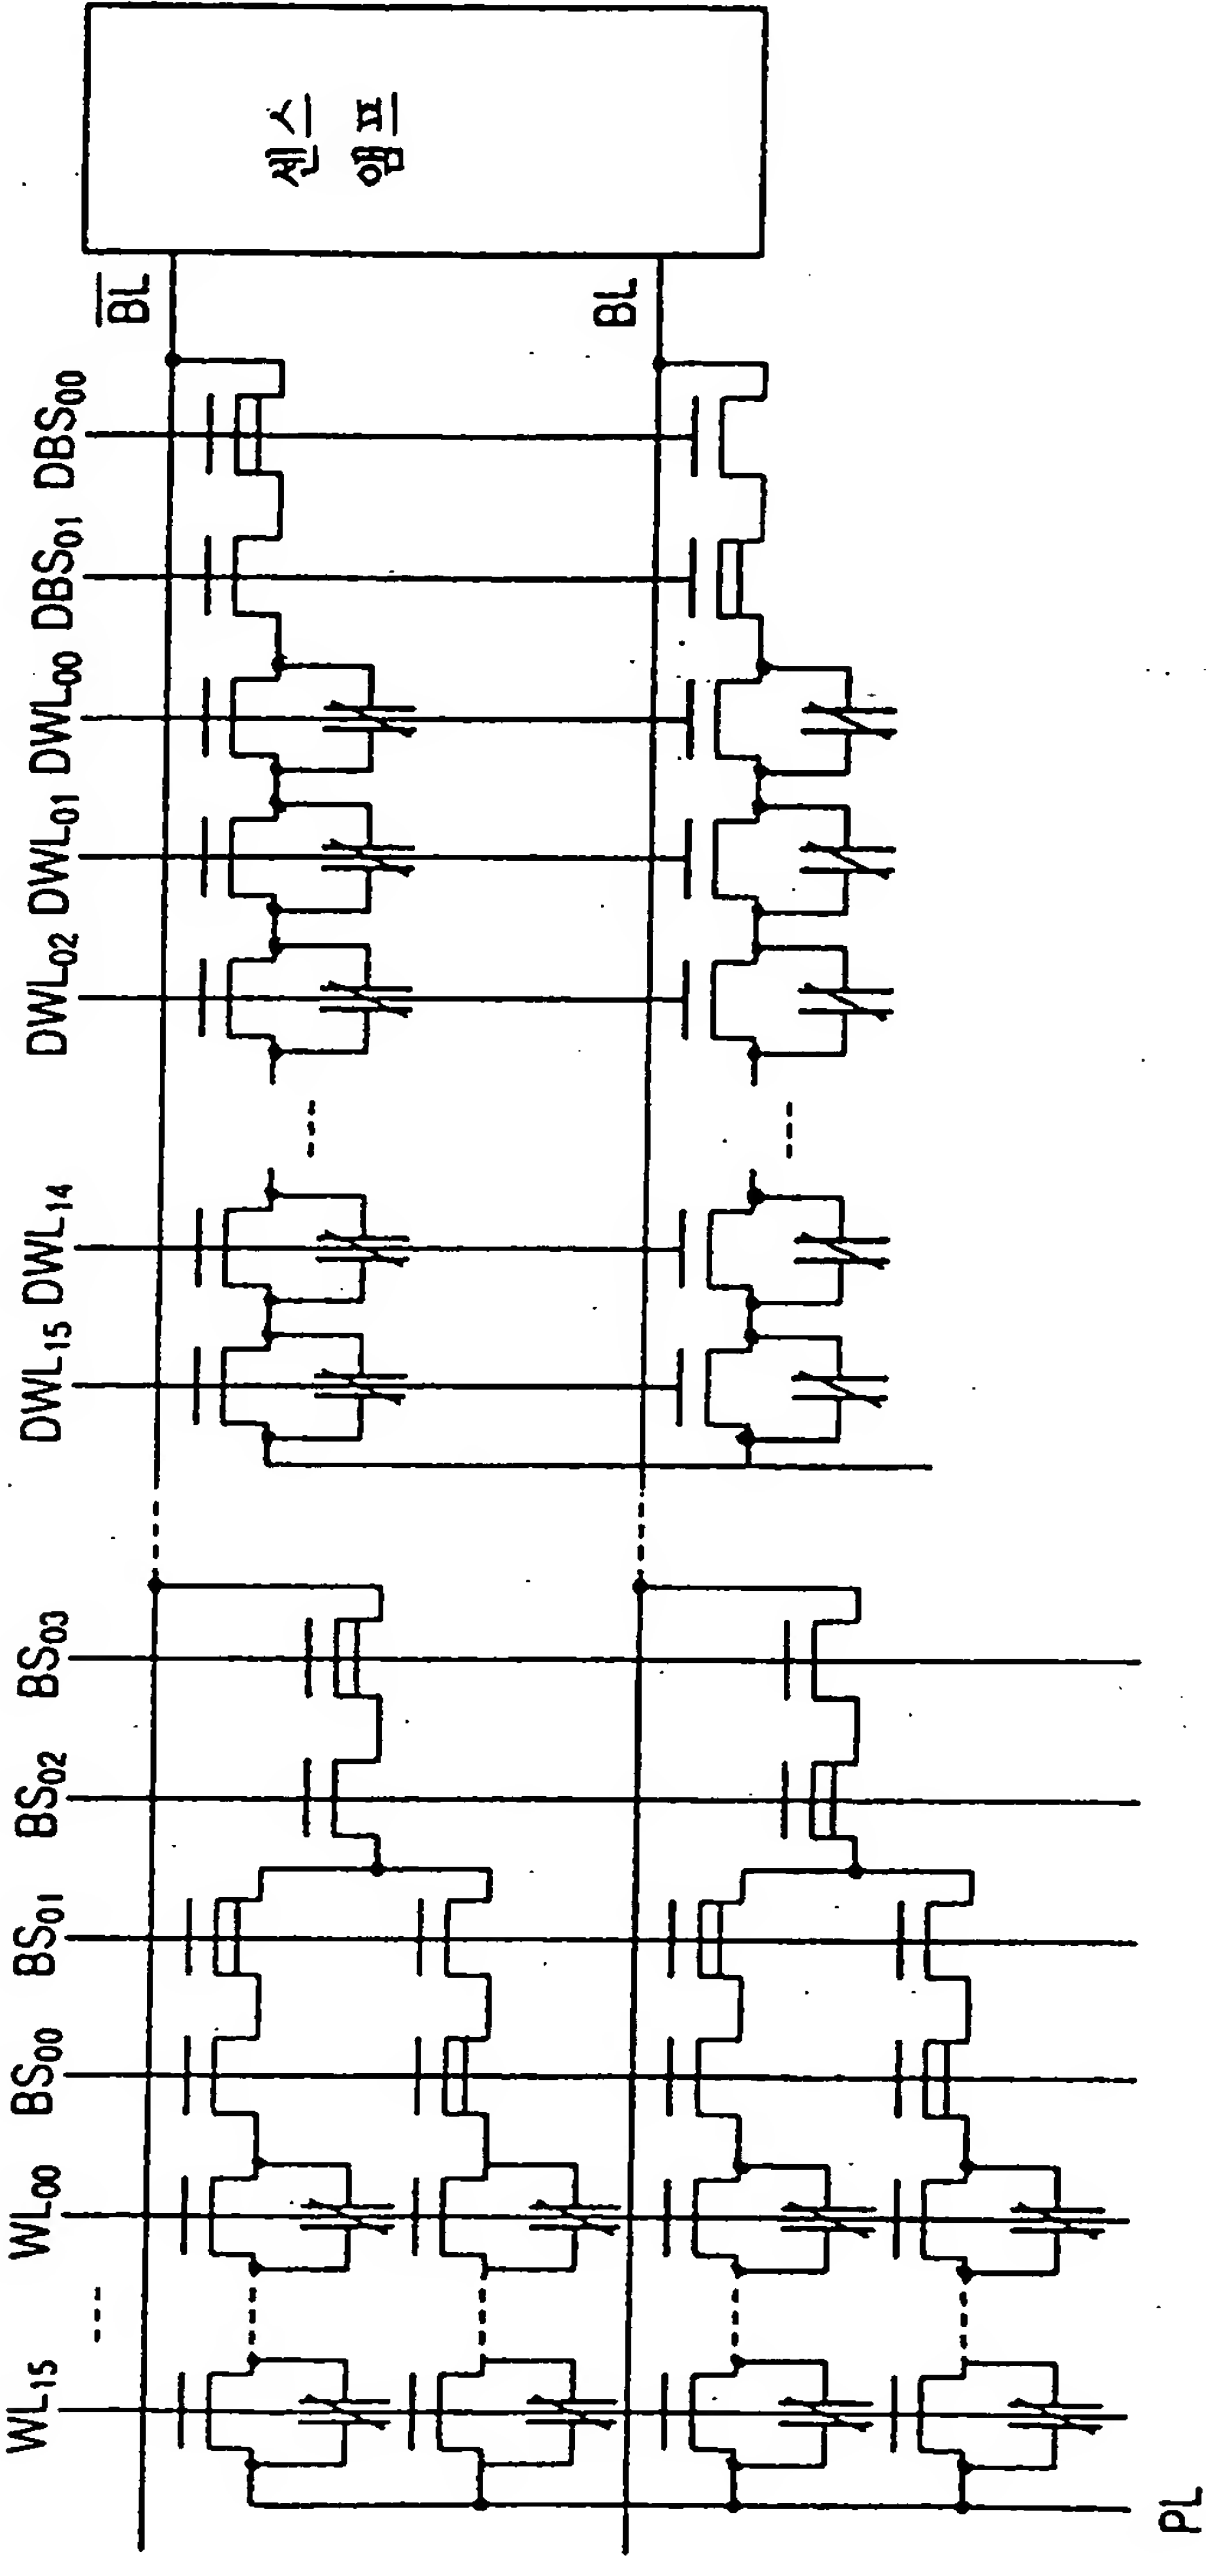 WL₁₅
WL₀₀
BS₀₀
BS₀₁
BS₀₂
BS₀₃
DWL₁₅
DWL₁₄
DWL₀₂
DWL₀₁
DWL₀₀
DBS₀₁
DBS₀₀
B̅L̅
BL
센스
앰프
PL